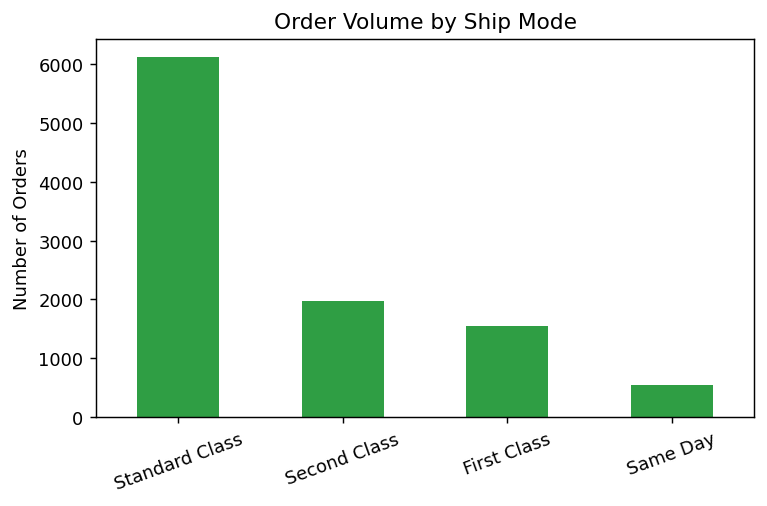 Order Volume by Ship Mode
Number of Orders
6000
5000
4000
3000
2000
1000
0
Standard Class
Second Class
First Class
Same Day